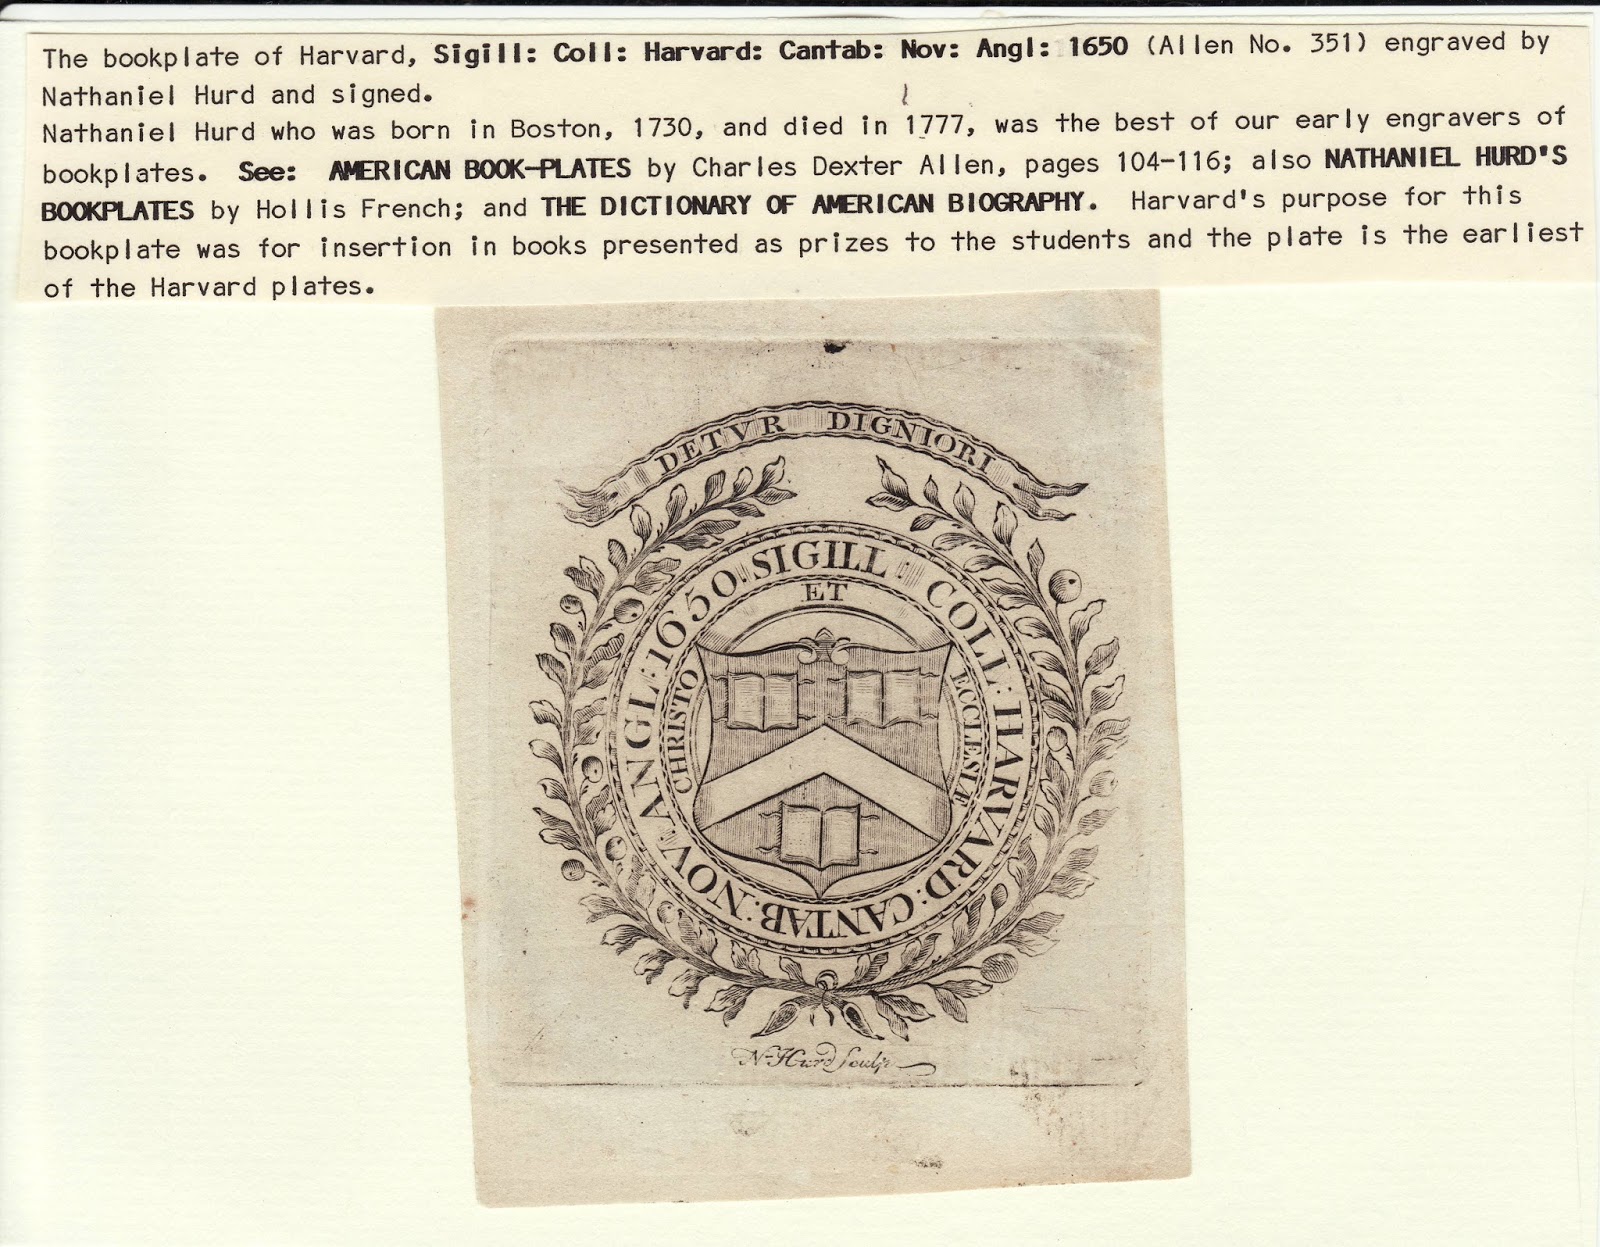 The bookplate of Harvard, Sigill: Coll: Harvard: Cantab: Nov: Angl: 1650 (Allen No. 351) engraved by
Nathaniel Hurd and signed.
Nathaniel Hurd who was born in Boston, 1730, and died in 1777, was the best of our early engravers of
bookplates. See: AMERICAN BOOK-PLATES by Charles Dexter Allen, pages 104-116; also NATHANIEL HURD'S
BOOKPLATES by Hollis French; and THE DICTIONARY OF AMERICAN BIOGRAPHY. Harvard's purpose for this
bookplate was for insertion in books presented as prizes to the students and the plate is the earliest
of the Harvard plates.
DETVR DIGNIORI
SIGILL: COLL: HARVARD: CANTAB: NOV: ANGL: 1650.
CHRISTO ET ECCLESIÆ
N- Hurd Sculp